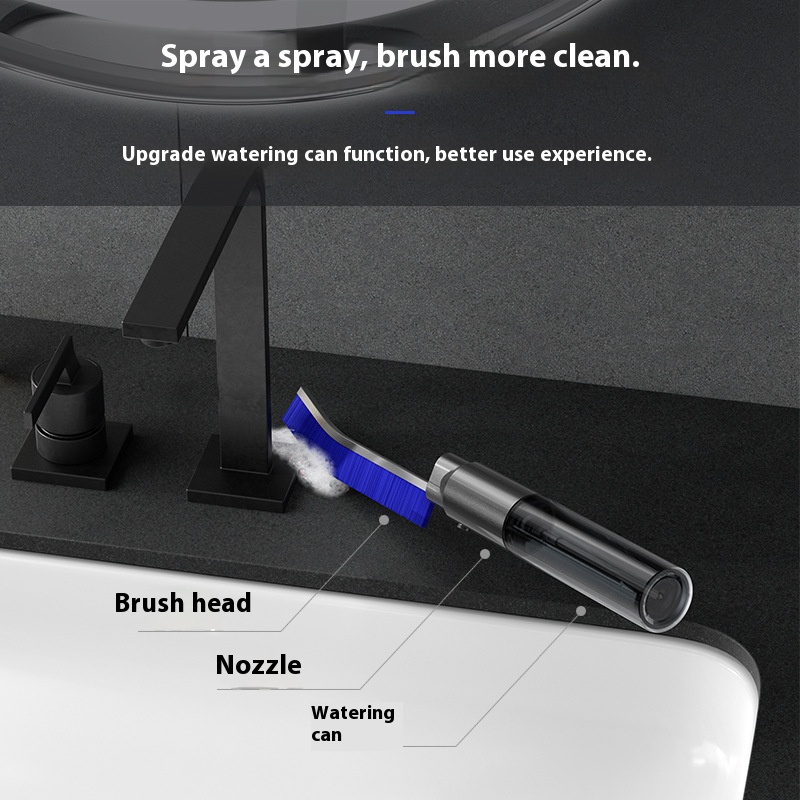 Spray a spray, brush more clean.
Upgrade watering can function, better use experience.
Brush head
Nozzle
Watering
can